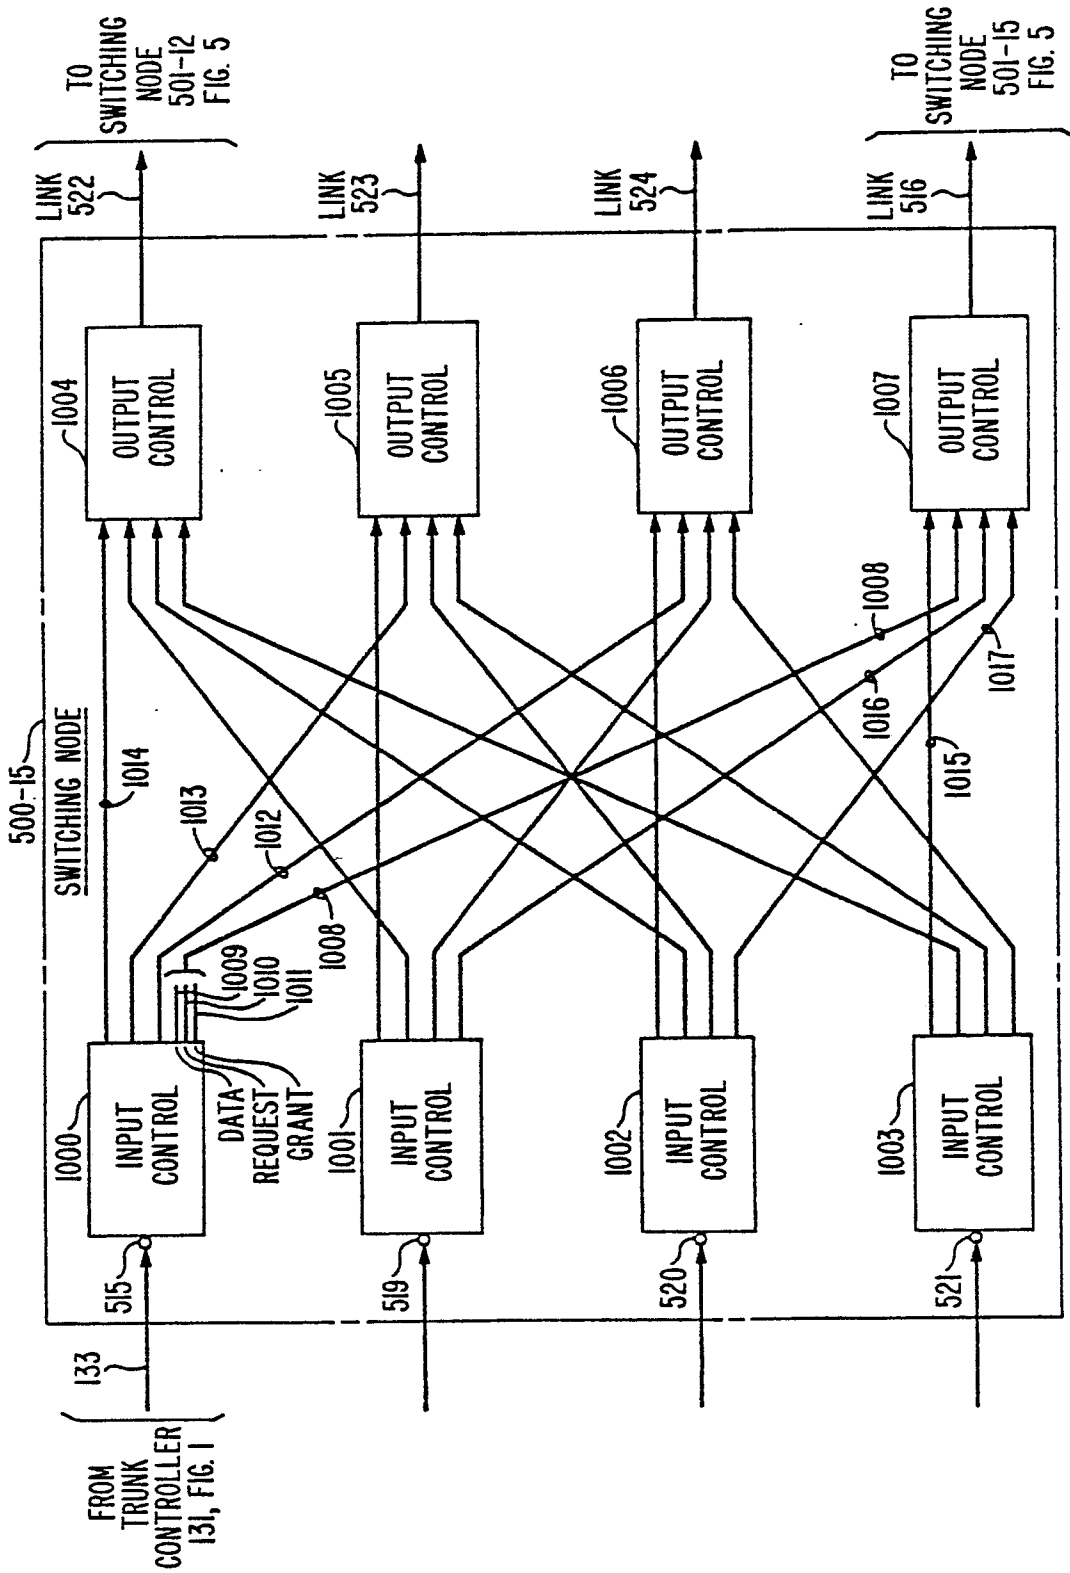 500-15
SWITCHING NODE
FROM
TRUNK
CONTROLLER
131, FIG. 1
133
515
1000
INPUT
CONTROL
DATA
REQUEST
GRANT
1009
1010
1011
1014
1013
1012
1008
1004
OUTPUT
CONTROL
LINK
522
TO
SWITCHING
NODE
501-12
FIG. 5
519
1001
INPUT
CONTROL
1005
OUTPUT
CONTROL
LINK
523
520
1002
INPUT
CONTROL
1006
OUTPUT
CONTROL
LINK
524
521
1003
INPUT
CONTROL
1015
1016
1008
1017
1007
OUTPUT
CONTROL
LINK
516
TO
SWITCHING
NODE
501-15
FIG. 5